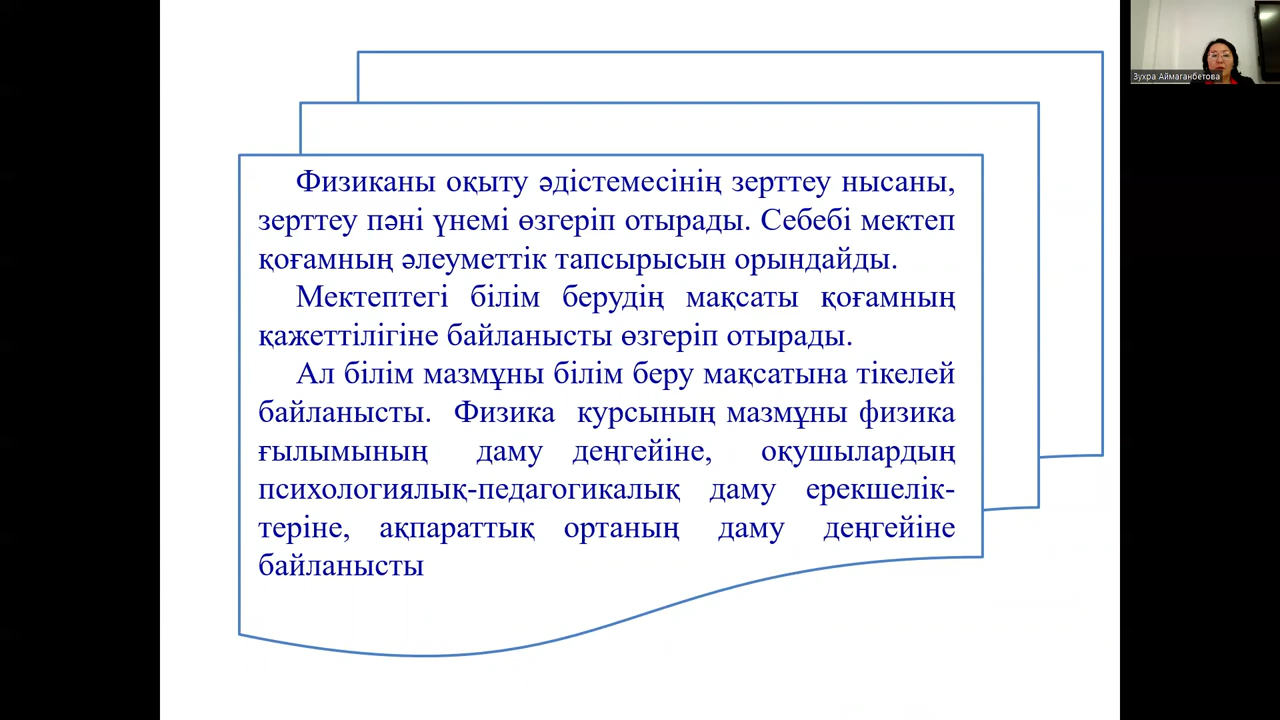 Зухра Аймаганбетова
Физиканы оқыту әдістемесінің зерттеу нысаны,
зерттеу пәні үнемі өзгеріп отырады. Себебі мектеп
қоғамның әлеуметтік тапсырысын орындайды.
Мектептегі білім берудің мақсаты қоғамның
қажеттілігіне байланысты өзгеріп отырады.
Ал білім мазмұны білім беру мақсатына тікелей
байланысты. Физика курсының мазмұны физика
ғылымының даму деңгейіне, оқушылардың
психологиялық-педагогикалық даму ерекшелік-
теріне, ақпараттық ортаның даму деңгейіне
байланысты